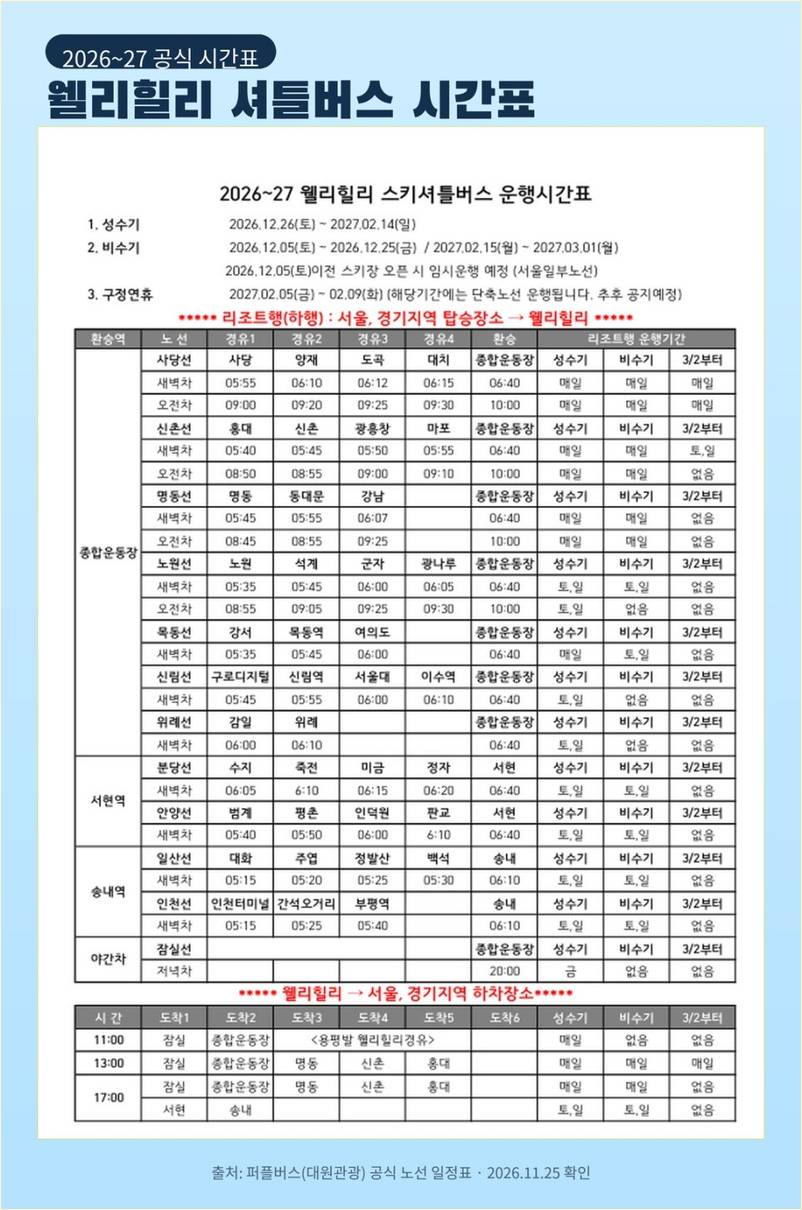 2026~27 공식 시간표
웰리힐리 셔틀버스 시간표
2026~27 웰리힐리 스키셔틀버스 운행시간표
1. 성수기 2026.12.26(토) ~ 2027.02.14(일)
2. 비수기 2026.12.05(토) ~ 2026.12.25(금) / 2027.02.15(월) ~ 2027.03.01(월)
2026.12.05(토)이전 스키장 오픈 시 임시운행 예정 (서울일부노선)
3. 구정연휴 2027.02.05(금) ~ 02.09(화) (해당기간에는 단축노선 운행됩니다. 추후 공지예정)
***** 리조트행(하행) : 서울, 경기지역 탑승장소 → 웰리힐리 *****
환승역 노 선 경유1 경유2 경유3 경유4 환승 리조트행 운행기간
사당선 사당 양재 도곡 대치 종합운동장 성수기 비수기 3/2부터
새벽차 05:55 06:10 06:12 06:15 06:40 매일 매일 매일
오전차 09:00 09:20 09:25 09:30 10:00 매일 매일 매일
신촌선 홍대 신촌 광흥창 마포 종합운동장 성수기 비수기 3/2부터
새벽차 05:40 05:45 05:50 05:55 06:40 매일 매일 토,일
오전차 08:50 08:55 09:00 09:10 10:00 매일 매일 없음
명동선 명동 동대문 강남 종합운동장 성수기 비수기 3/2부터
새벽차 05:45 05:55 06:07 06:40 매일 매일 없음
오전차 08:45 08:55 09:25 10:00 매일 매일 없음
종합운동장 노원선 노원 석계 군자 광나루 종합운동장 성수기 비수기 3/2부터
새벽차 05:35 05:45 06:00 06:05 06:40 토,일 토,일 없음
오전차 08:55 09:05 09:25 09:30 10:00 토,일 없음 없음
목동선 강서 목동역 여의도 종합운동장 성수기 비수기 3/2부터
새벽차 05:35 05:45 06:00 06:40 매일 토,일 없음
신림선 구로디지털 신림역 서울대 이수역 종합운동장 성수기 비수기 3/2부터
새벽차 05:45 05:55 06:00 06:10 06:40 토,일 없음 없음
위례선 감일 위례 종합운동장 성수기 비수기 3/2부터
새벽차 06:00 06:10 06:40 토,일 없음 없음
서현역 분당선 수지 죽전 미금 정자 서현 성수기 비수기 3/2부터
새벽차 06:05 6:10 06:15 06:20 06:40 토,일 토,일 없음
안양선 범계 평촌 인덕원 판교 서현 성수기 비수기 3/2부터
새벽차 05:40 05:50 06:00 6:10 06:40 토,일 토,일 없음
송내역 일산선 대화 주엽 정발산 백석 송내 성수기 비수기 3/2부터
새벽차 05:15 05:20 05:25 05:30 06:10 토,일 토,일 없음
인천선 인천터미널 간석오거리 부평역 송내 성수기 비수기 3/2부터
새벽차 05:15 05:25 05:40 06:10 토,일 토,일 없음
야간차 잠실선 종합운동장 성수기 비수기 3/2부터
저녁차 20:00 금 없음 없음
***** 웰리힐리 → 서울, 경기지역 하차장소*****
시 간 도착1 도착2 도착3 도착4 도착5 도착6 성수기 비수기 3/2부터
11:00 잠실 종합운동장 <용평발 웰리힐리경유> 매일 없음 없음
13:00 잠실 종합운동장 명동 신촌 홍대 매일 매일 매일
17:00 잠실 종합운동장 명동 신촌 홍대 매일 매일 없음
서현 송내 토,일 토,일 없음
출처: 퍼플버스(대원관광) 공식 노선 일정표 · 2026.11.25 확인